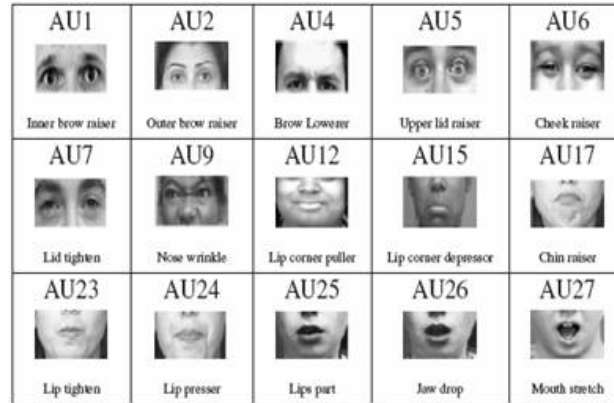 AU1 AU2 AU4 AU5 AU6
Inner brow raiser Outer brow raiser Brow Lowerer Upper lid raiser Cheek raiser
AU7 AU9 AU12 AU15 AU17
Lid tighten Nose wrinkle Lip corner puller Lip corner depressor Chin raiser
AU23 AU24 AU25 AU26 AU27
Lip tighten Lip presser Lips part Jaw drop Mouth stretch